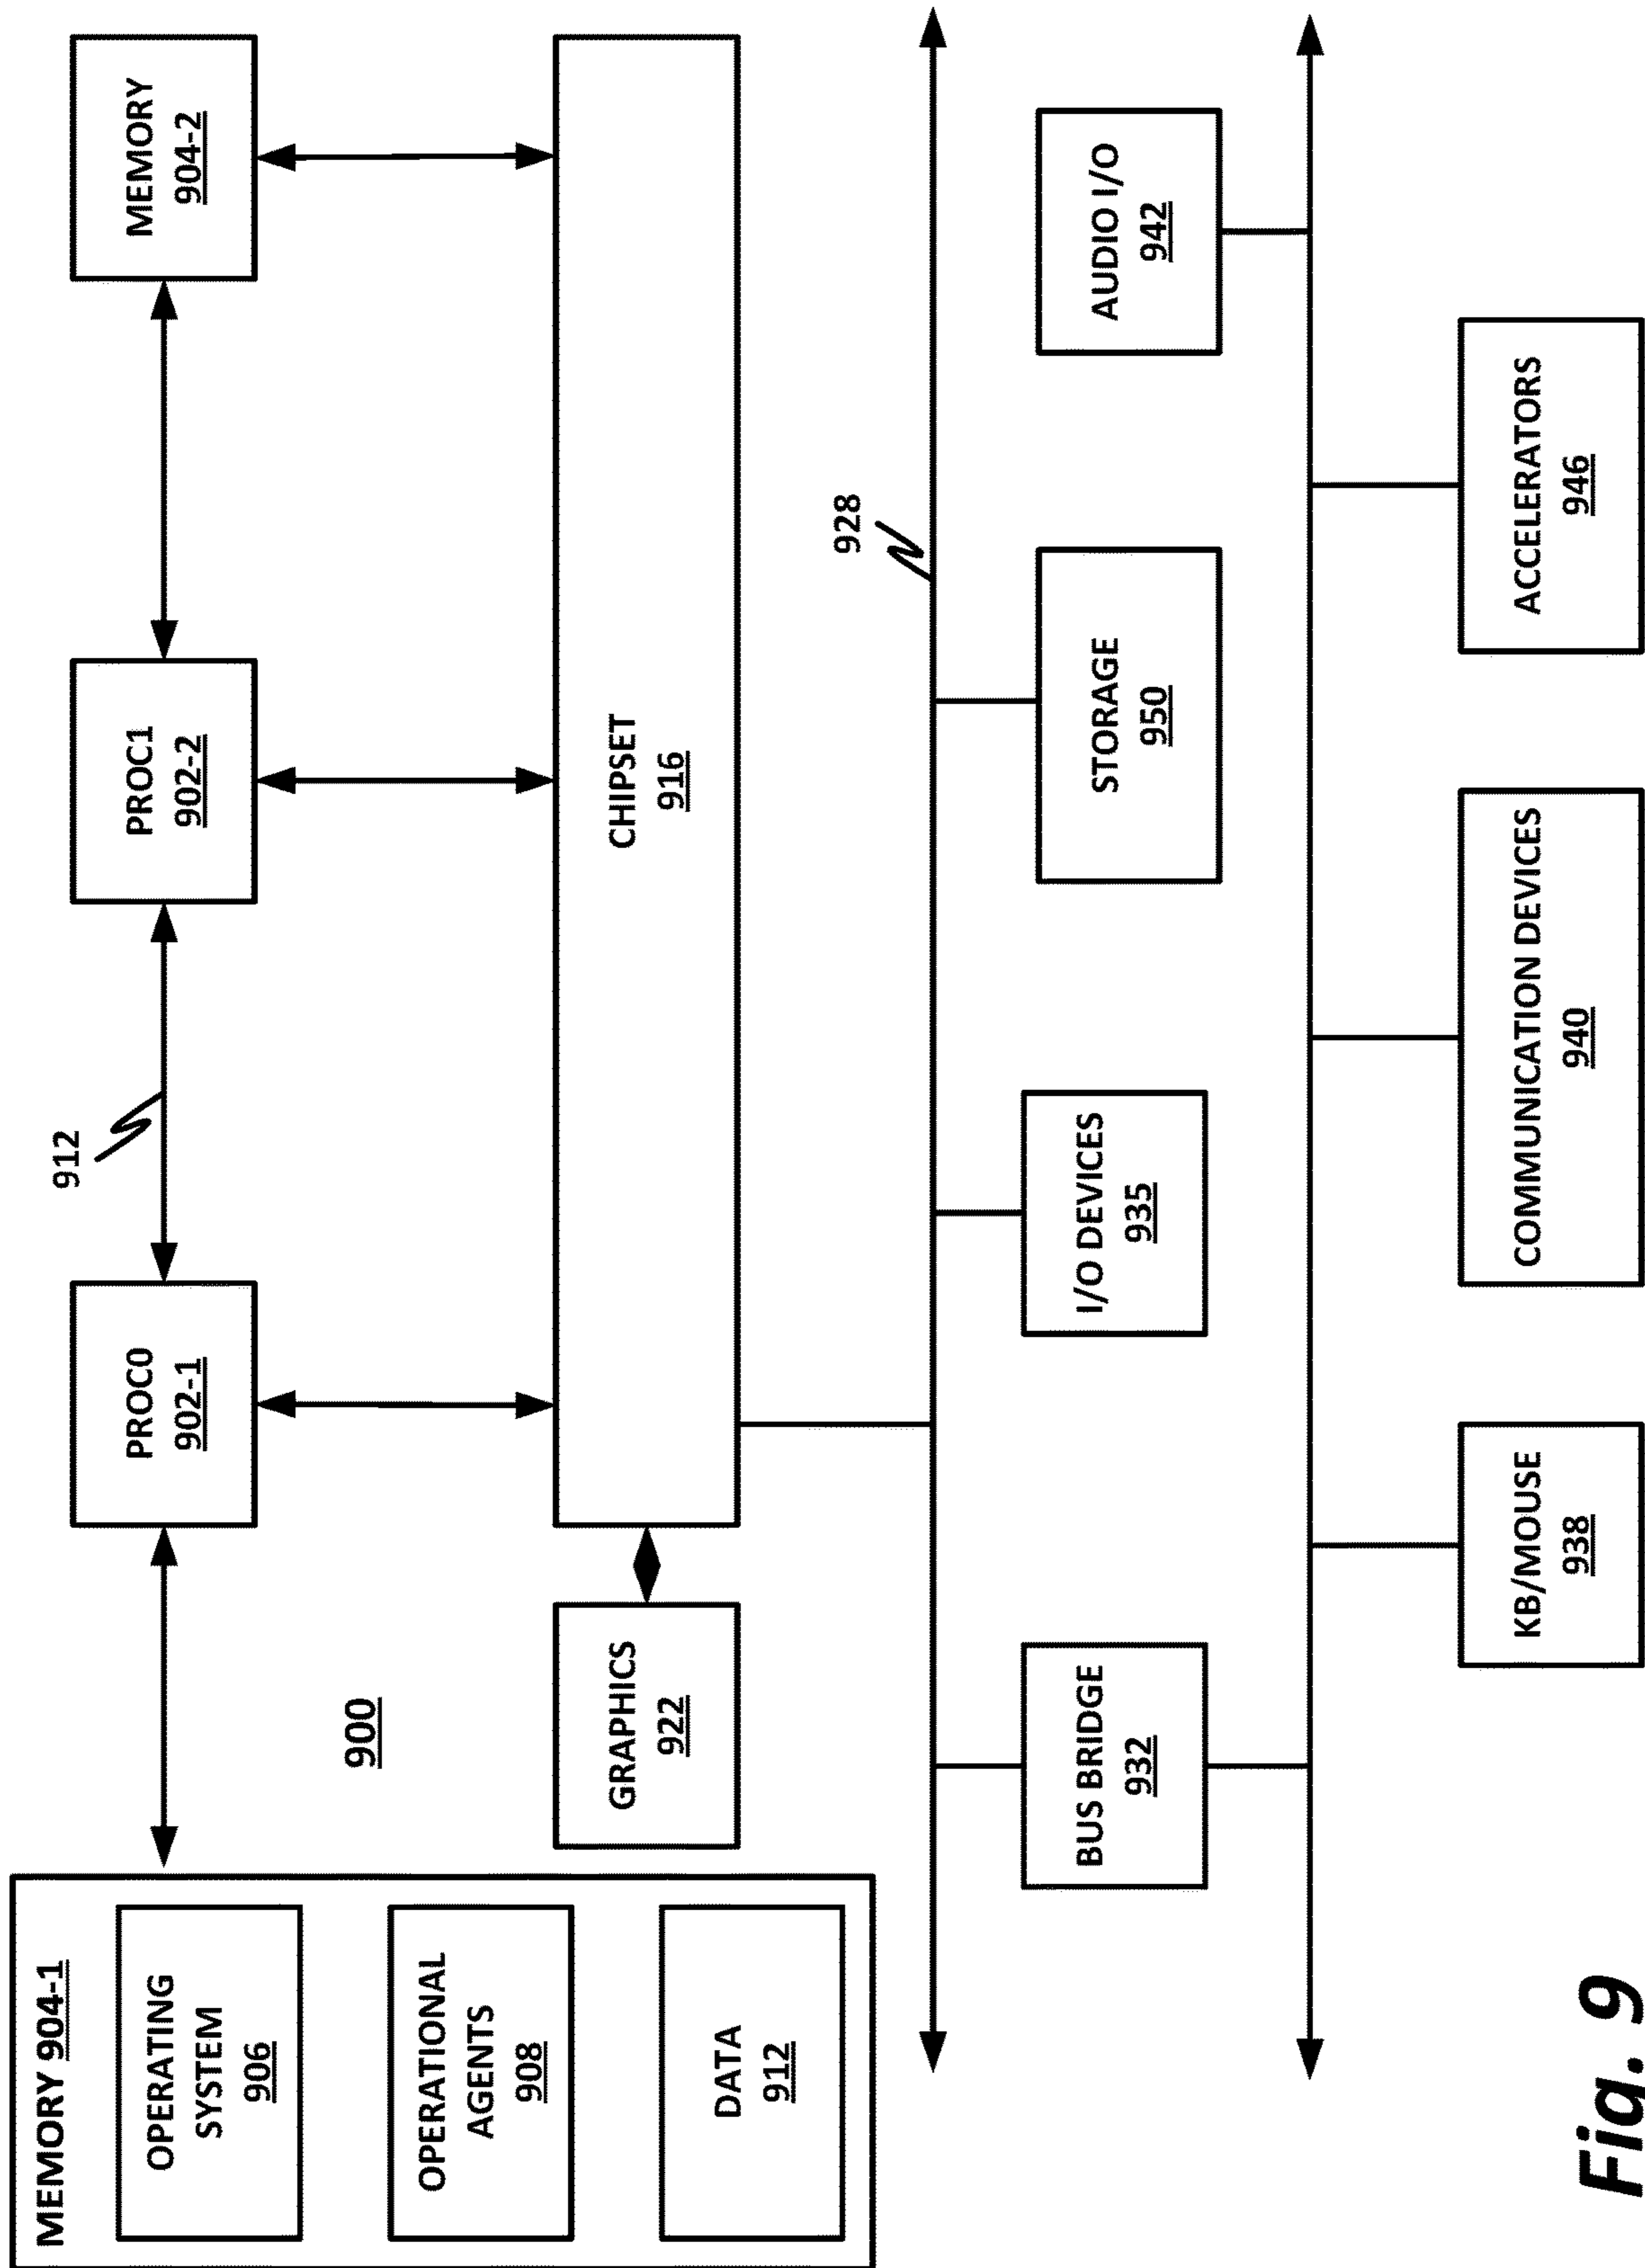 MEMORY 904-1
OPERATING
SYSTEM
906
OPERATIONAL
AGENTS
908
DATA
912
900
PROC0
902-1
912
PROC1
902-2
MEMORY
904-2
GRAPHICS
922
CHIPSET
916
928
BUS BRIDGE
932
I/O DEVICES
935
STORAGE
950
AUDIO I/O
942
KB/MOUSE
938
COMMUNICATION DEVICES
940
ACCELERATORS
946
Fig. 9